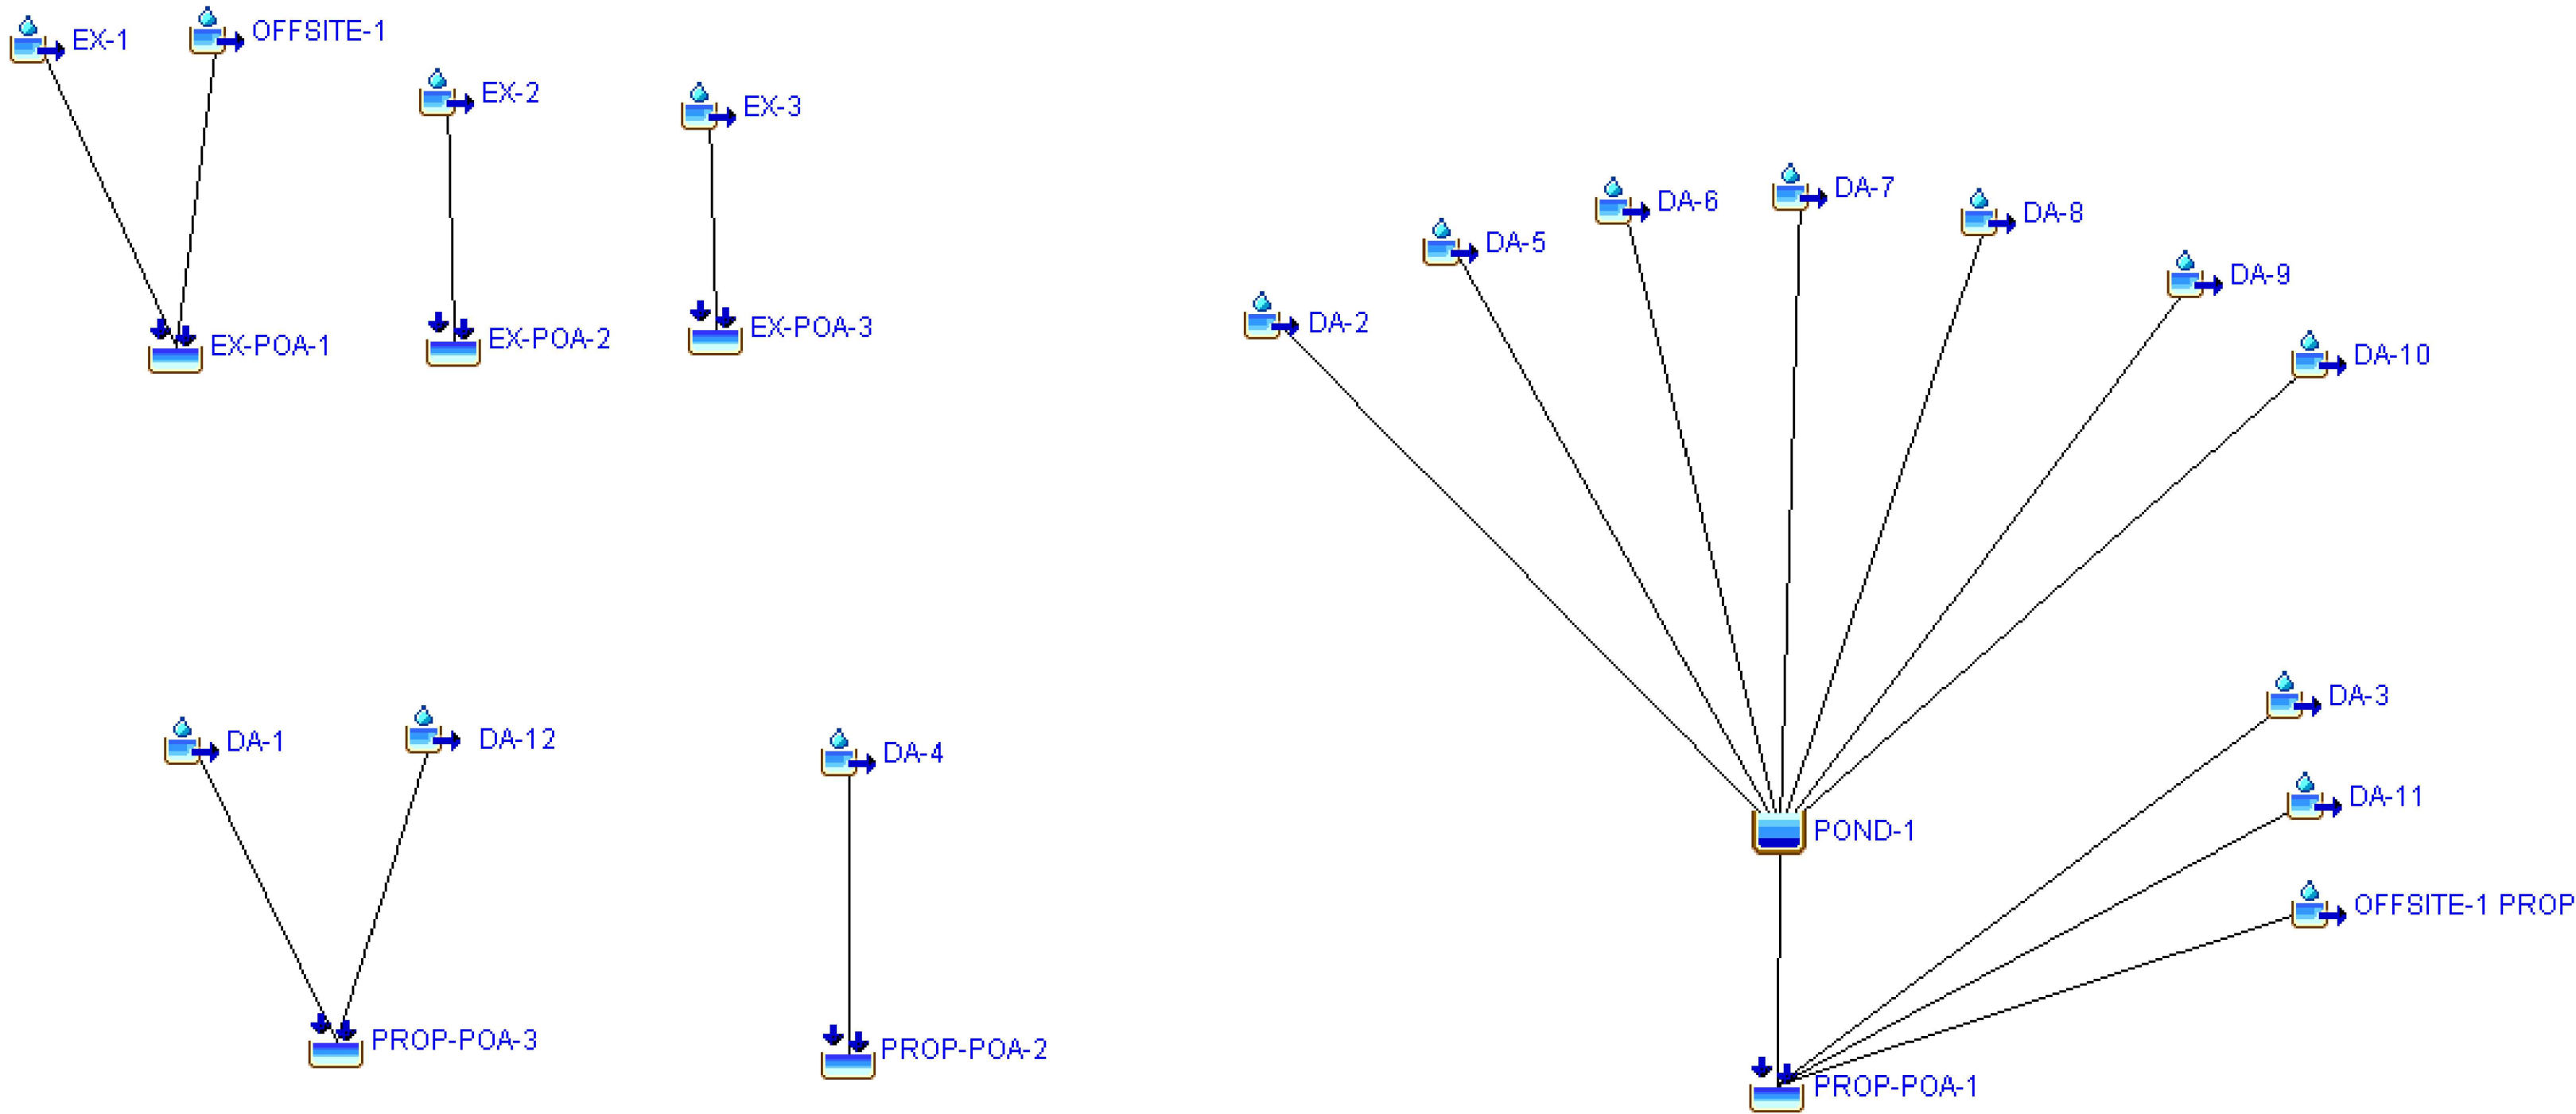 EX-1
OFFSITE-1
EX-2
EX-3
EX-POA-1
EX-POA-2
EX-POA-3
DA-2
DA-5
DA-6
DA-7
DA-8
DA-9
DA-10
DA-1
DA-12
DA-4
POND-1
DA-3
DA-11
OFFSITE-1 PROP
PROP-POA-3
PROP-POA-2
PROP-POA-1